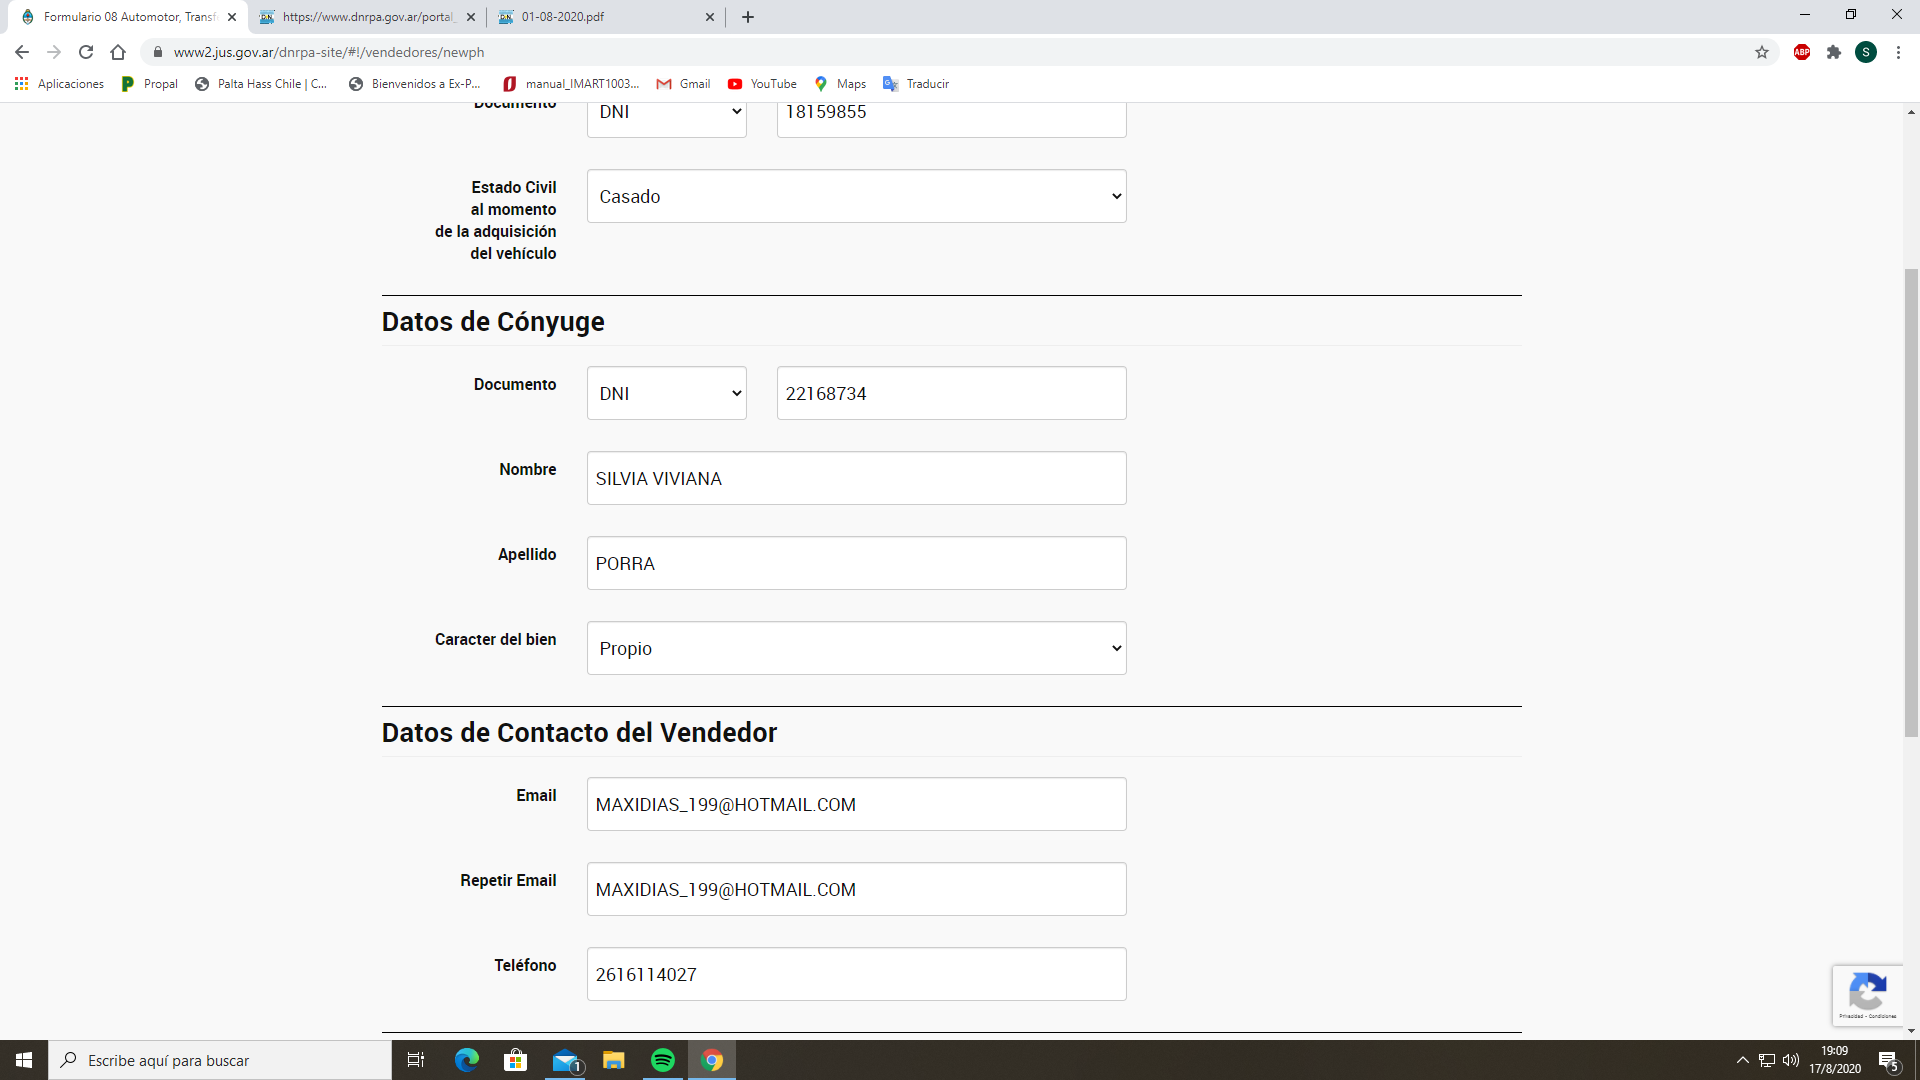 Formulario 08 Automotor, Transf
https://www.dnrpa.gov.ar/portal_
01-08-2020.pdf
www2.jus.gov.ar/dnrpa-site/#!/vendedores/newph
ABP
S
Aplicaciones
Propal
Palta Hass Chile | C...
Bienvenidos a Ex-P...
manual_IMART1003...
Gmail
YouTube
Maps
Traducir
Documento
DNI
18159855
Estado Civil
al momento
de la adquisición
del vehículo
Casado
Datos de Cónyuge
Documento
DNI
22168734
Nombre
SILVIA VIVIANA
Apellido
PORRA
Caracter del bien
Propio
Datos de Contacto del Vendedor
Email
MAXIDIAS_199@HOTMAIL.COM
Repetir Email
MAXIDIAS_199@HOTMAIL.COM
Teléfono
2616114027
Privacidad - Condiciones
Escribe aquí para buscar
1
19:09
17/8/2020
5